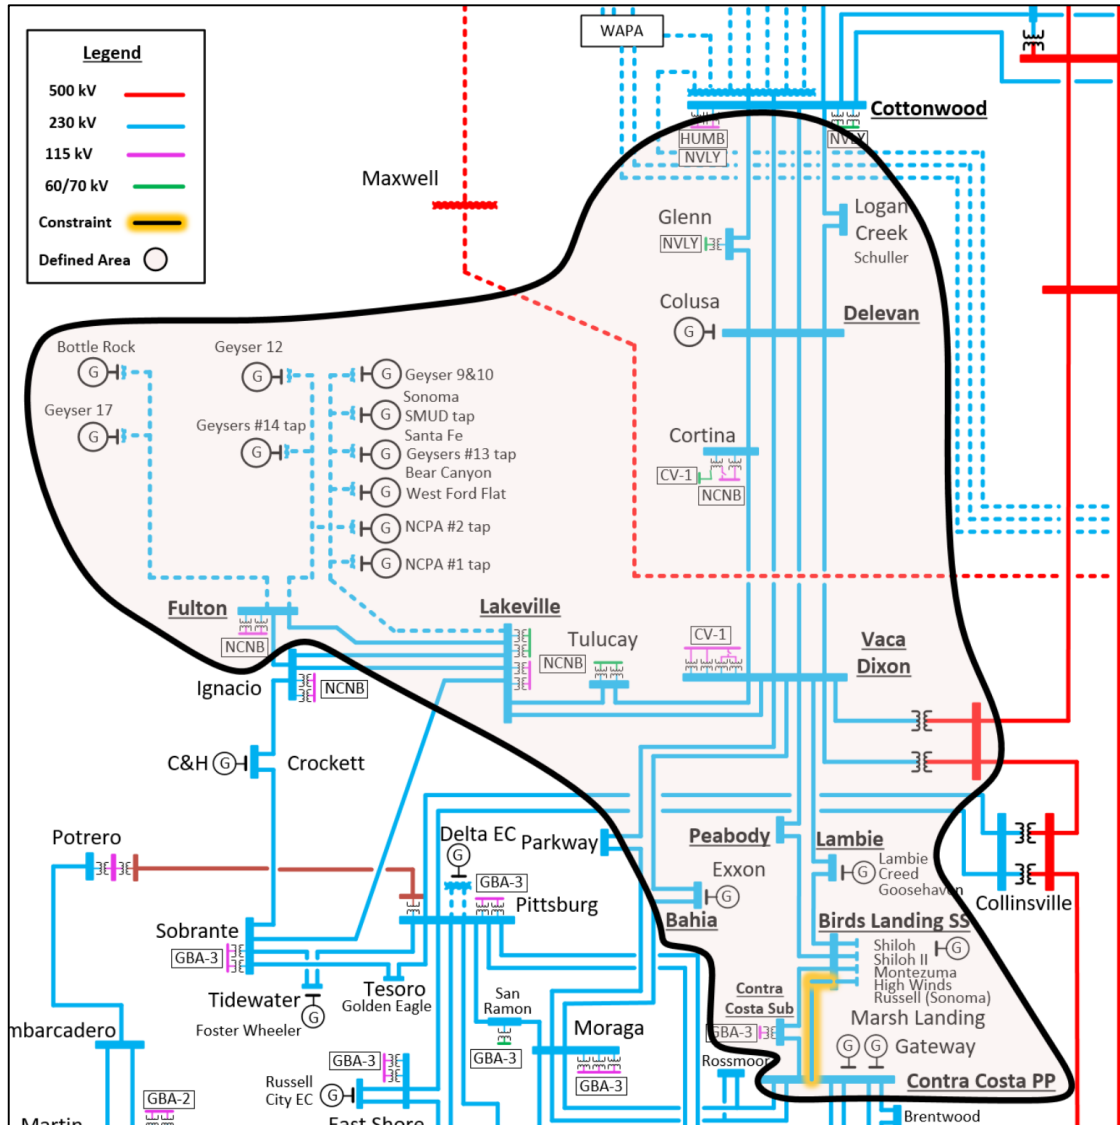 Legend
500 kV
230 kV
115 kV
60/70 kV
Constraint
Defined Area
WAPA
Cottonwood
HUMB
NVLY
NVLY
Maxwell
Glenn
NVLY
Logan
Creek
Schuller
Colusa
G
Delevan
Bottle Rock
G
Geyser 12
G
G
Geyser 9&10
Sonoma
G
SMUD tap
Geyser 17
G
Geysers #14 tap
G
Santa Fe
G
Geysers #13 tap
Bear Canyon
G
West Ford Flat
G
NCPA #2 tap
G
NCPA #1 tap
Cortina
CV-1
NCNB
Fulton
NCNB
Lakeville
NCNB
Tulucay
CV-1
Vaca
Dixon
Ignacio
NCNB
C&H
G
Crockett
Potrero
Delta EC
G
Parkway
Peabody
Lambie
G
Lambie
Creed
Goosehaven
Exxon
G
Bahia
Collinsville
GBA-3
Pittsburg
Sobrante
GBA-3
Birds Landing SS
Shiloh
G
Shiloh II
Montezuma
High Winds
Russell (Sonoma)
Tidewater
Foster Wheeler
G
Tesoro
Golden Eagle
San
Ramon
GBA-3
Moraga
GBA-3
Contra
Costa Sub
GBA-3
Rossmoor
Marsh Landing
G
G
Gateway
Contra Costa PP
Brentwood
mbarcadero
GBA-2
Martin
GBA-3
Russell
City EC
G
East Shore